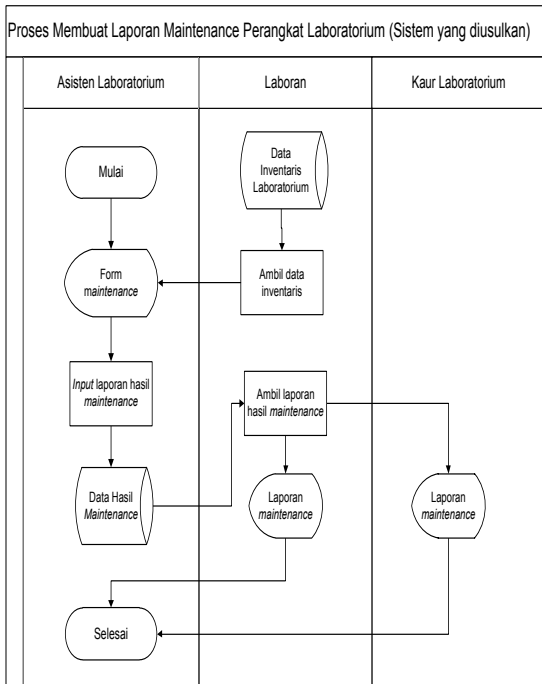 Proses Membuat Laporan Maintenance Perangkat Laboratorium (Sistem yang diusulkan)
Asisten Laboratorium
Laboran
Kaur Laboratorium
Mulai
Data
Inventaris
Laboratorium
Form
maintenance
Ambil data
inventaris
Input laporan hasil
maintenance
Ambil laporan
hasil maintenance
Data Hasil
Maintenance
Laporan
maintenance
Laporan
maintenance
Selesai